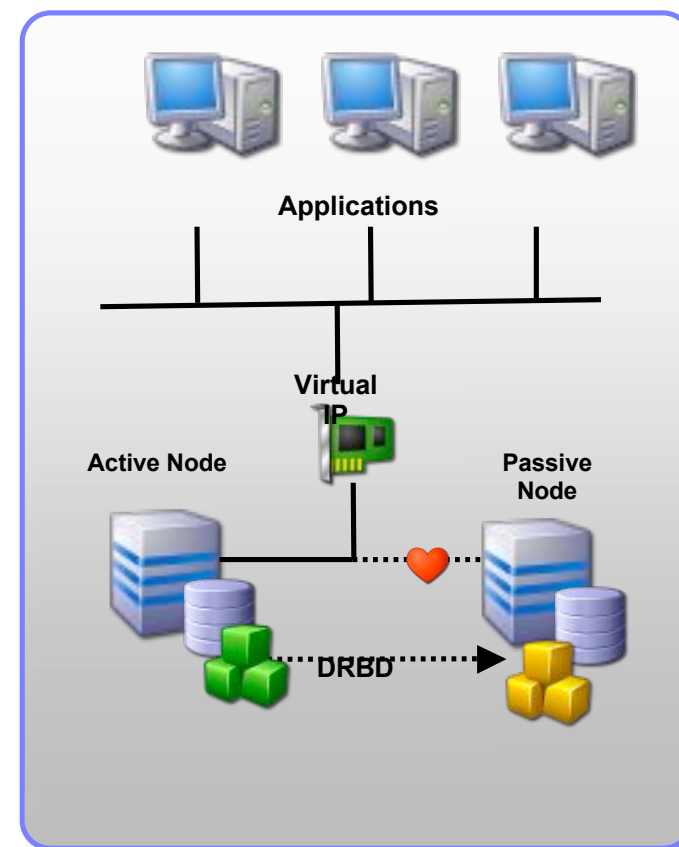 Applications
Virtual
IP
Active Node
Passive
Node
DRBD